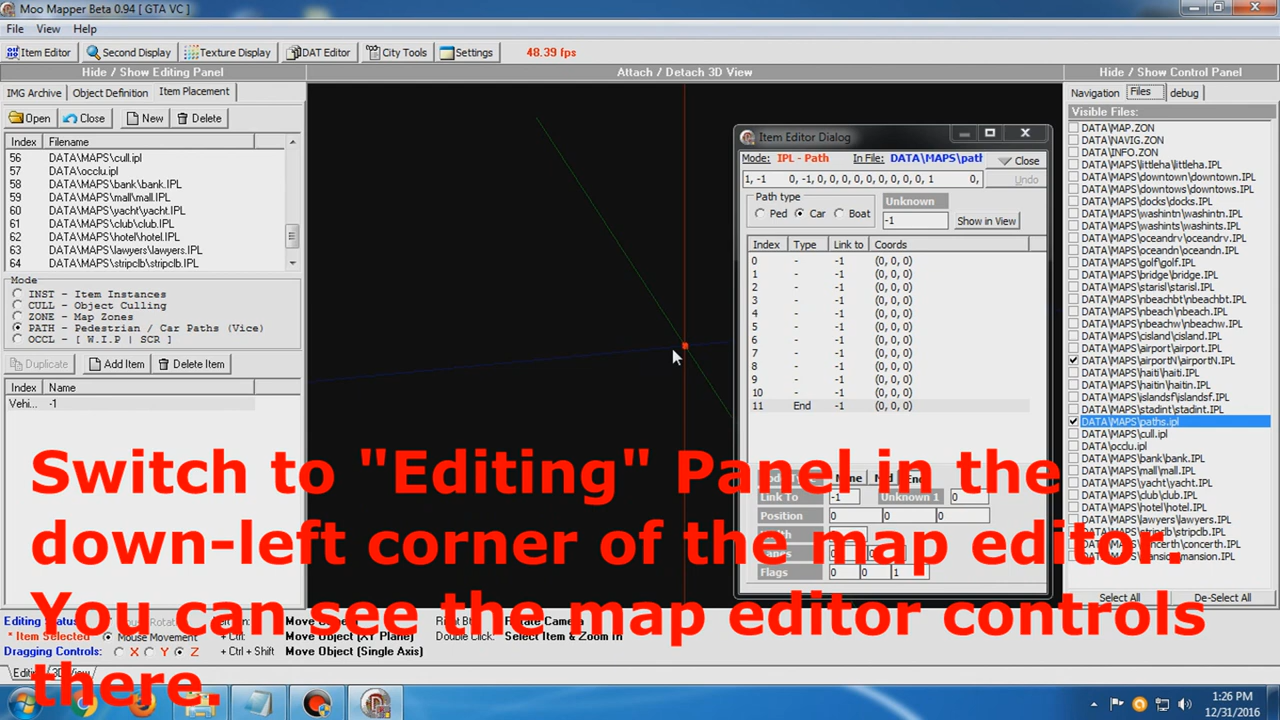 Moo Mapper Beta 0.94 [ GTA VC ]
File View Help
Item Editor Second Display Texture Display DAT Editor City Tools Settings 48.39 fps
Hide / Show Editing Panel Attach / Detach 3D View Hide / Show Control Panel
IMG Archive Object Definition Item Placement
Open Close New Delete
Index Filename
56 DATA\MAPS\cull.ipl
57 DATA\occlu.ipl
58 DATA\MAPS\bank\bank.IPL
59 DATA\MAPS\mall\mall.IPL
60 DATA\MAPS\yacht\yacht.IPL
61 DATA\MAPS\club\club.IPL
62 DATA\MAPS\hotel\hotel.IPL
63 DATA\MAPS\lawyers\lawyers.IPL
64 DATA\MAPS\stripclb\stripclb.IPL
Mode
INST - Item Instances
CULL - Object Culling
ZONE - Map Zones
PATH - Pedestrian / Car Paths (Vice)
OCCL - [ W.I.P | SCR ]
Duplicate Add Item Delete Item
Index Name
Vehi... -1
Item Editor Dialog
Mode: IPL - Path In File: DATA\MAPS\path Close
1, -1 0, -1, 0, 0, 0, 0, 0, 0, 0, 0, 0, 1 0, Undo
Path type Unknown
Ped Car Boat -1 Show in View
Index Type Link to Coords
0 - -1 (0, 0, 0)
1 - -1 (0, 0, 0)
2 - -1 (0, 0, 0)
3 - -1 (0, 0, 0)
4 - -1 (0, 0, 0)
5 - -1 (0, 0, 0)
6 - -1 (0, 0, 0)
7 - -1 (0, 0, 0)
8 - -1 (0, 0, 0)
9 - -1 (0, 0, 0)
10 - -1 (0, 0, 0)
11 End -1 (0, 0, 0)
Link To -1 Unknown 1 0
Position 0 0 0
Flags 0 0 1
Navigation Files debug
Visible Files:
DATA\MAP.ZON
DATA\NAVIG.ZON
DATA\INFO.ZON
DATA\MAPS\littleha\littleha.IPL
DATA\MAPS\downtown\downtown.IPL
DATA\MAPS\downtows\downtows.IPL
DATA\MAPS\docks\docks.IPL
DATA\MAPS\washintn\washintn.IPL
DATA\MAPS\washints\washints.IPL
DATA\MAPS\oceandrv\oceandrv.IPL
DATA\MAPS\oceandn\oceandn.IPL
DATA\MAPS\golf\golf.IPL
DATA\MAPS\bridge\bridge.IPL
DATA\MAPS\starisl\starisl.IPL
DATA\MAPS\nbeachbt\nbeachbt.IPL
DATA\MAPS\nbeach\nbeach.IPL
DATA\MAPS\nbeachw\nbeachw.IPL
DATA\MAPS\cisland\cisland.IPL
DATA\MAPS\airport\airport.IPL
DATA\MAPS\airportN\airportN.IPL
DATA\MAPS\haiti\haiti.IPL
DATA\MAPS\haitin\haitin.IPL
DATA\MAPS\islandsf\islandsf.IPL
DATA\MAPS\stadint\stadint.IPL
DATA\MAPS\paths.ipl
DATA\MAPS\cull.ipl
DATA\occlu.ipl
DATA\MAPS\bank\bank.IPL
DATA\MAPS\mall\mall.IPL
DATA\MAPS\yacht\yacht.IPL
DATA\MAPS\club\club.IPL
DATA\MAPS\hotel\hotel.IPL
Select All De-Select All
Switch to "Editing" Panel in the
down-left corner of the map editor.
You can see the map editor controls
there.
* Item Selected Mouse Movement + Ctrl Double Click:
Dragging Controls: X Y Z + Ctrl + Shift Move Object (Single Axis)
1:26 PM
12/31/2016